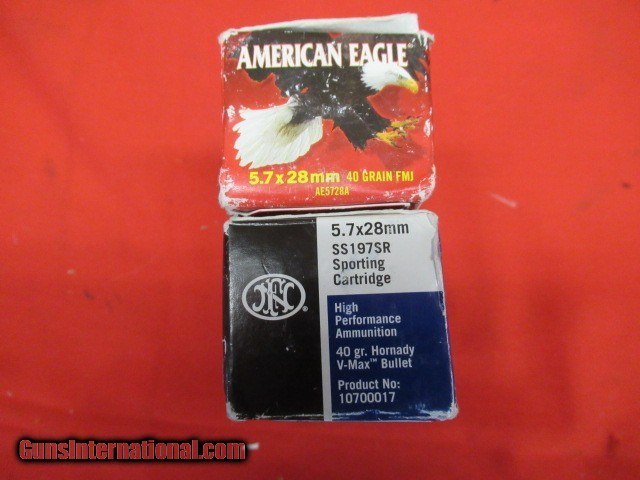 AMERICAN EAGLE
5.7x28mm 40 GRAIN FMJ
AE5728A
5.7x28mm
SS197SR
Sporting
Cartridge
FN
High
Performance
Ammunition
40 gr. Hornady
V-Max™ Bullet
Product No:
10700017
GunsInternational.com